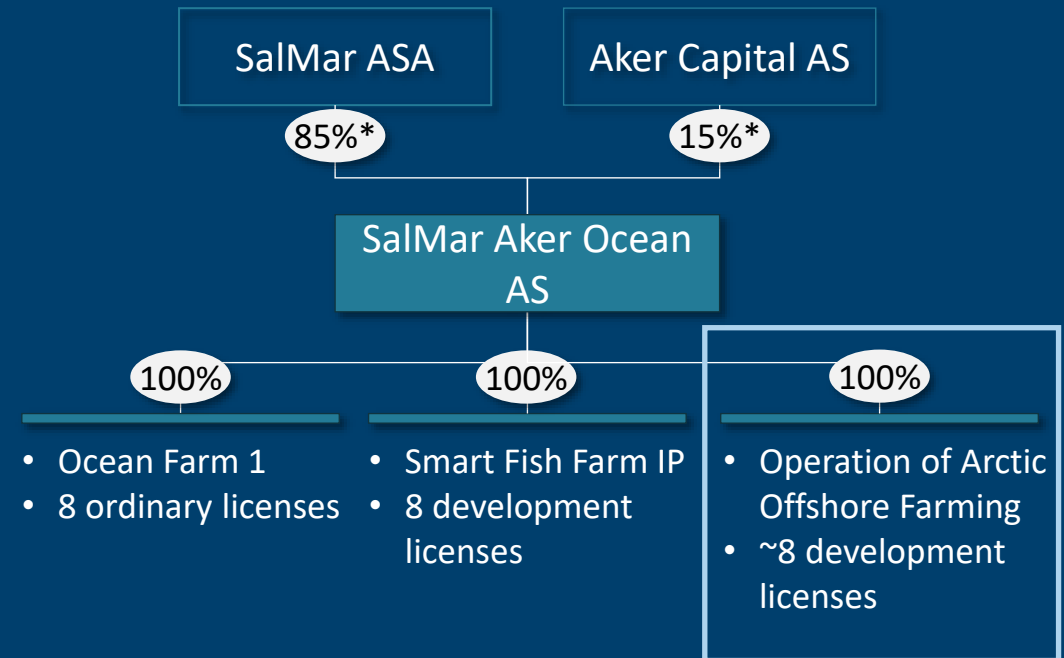 SalMar ASA
Aker Capital AS
85%*
15%*
SalMar Aker Ocean
AS
100%
100%
100%
• Ocean Farm 1
• 8 ordinary licenses
• Smart Fish Farm IP
• 8 development
licenses
• Operation of Arctic
Offshore Farming
• ~8 development
licenses